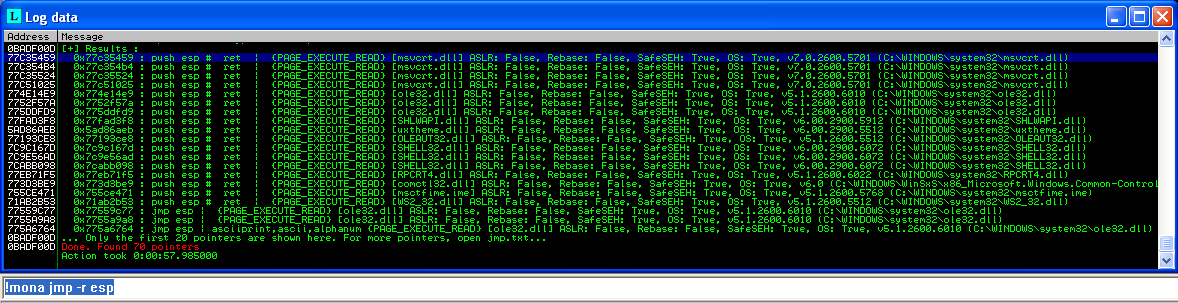 L Log data
Address Message
0BADF00D [+] Results :
77C35459 0x77c35459 : push esp # ret | {PAGE_EXECUTE_READ} [msvcrt.dll] ASLR: False, Rebase: False, SafeSEH: True, OS: True, v7.0.2600.5701 (C:\WINDOWS\system32\msvcrt.dll)
77C354B4 0x77c354b4 : push esp # ret | {PAGE_EXECUTE_READ} [msvcrt.dll] ASLR: False, Rebase: False, SafeSEH: True, OS: True, v7.0.2600.5701 (C:\WINDOWS\system32\msvcrt.dll)
77C35524 0x77c35524 : push esp # ret | {PAGE_EXECUTE_READ} [msvcrt.dll] ASLR: False, Rebase: False, SafeSEH: True, OS: True, v7.0.2600.5701 (C:\WINDOWS\system32\msvcrt.dll)
77C51025 0x77c51025 : push esp # ret | {PAGE_EXECUTE_READ} [msvcrt.dll] ASLR: False, Rebase: False, SafeSEH: True, OS: True, v7.0.2600.5701 (C:\WINDOWS\system32\msvcrt.dll)
774E14E9 0x774e14e9 : push esp # ret | {PAGE_EXECUTE_READ} [ole32.dll] ASLR: False, Rebase: False, SafeSEH: True, OS: True, v5.1.2600.6010 (C:\WINDOWS\system32\ole32.dll)
7752F57A 0x7752f57a : push esp # ret | {PAGE_EXECUTE_READ} [ole32.dll] ASLR: False, Rebase: False, SafeSEH: True, OS: True, v5.1.2600.6010 (C:\WINDOWS\system32\ole32.dll)
775DDFD9 0x775ddfd9 : push esp # ret | {PAGE_EXECUTE_READ} [ole32.dll] ASLR: False, Rebase: False, SafeSEH: True, OS: True, v5.1.2600.6010 (C:\WINDOWS\system32\ole32.dll)
77FAD3F8 0x77fad3f8 : push esp # ret | {PAGE_EXECUTE_READ} [SHLWAPI.dll] ASLR: False, Rebase: False, SafeSEH: True, OS: True, v6.00.2900.5912 (C:\WINDOWS\system32\SHLWAPI.dll)
5AD86AEB 0x5ad86aeb : push esp # ret | {PAGE_EXECUTE_READ} [uxtheme.dll] ASLR: False, Rebase: False, SafeSEH: True, OS: True, v6.00.2900.5512 (C:\WINDOWS\system32\uxtheme.dll)
77193CE8 0x77193ce8 : push esp # ret | {PAGE_EXECUTE_READ} [OLEAUT32.dll] ASLR: False, Rebase: False, SafeSEH: True, OS: True, v5.1.2600.5512 (C:\WINDOWS\system32\OLEAUT32.dll)
7C9C167D 0x7c9c167d : push esp # ret | {PAGE_EXECUTE_READ} [SHELL32.dll] ASLR: False, Rebase: False, SafeSEH: True, OS: True, v6.00.2900.6072 (C:\WINDOWS\system32\SHELL32.dll)
7C9E56AD 0x7c9e56ad : push esp # ret | {PAGE_EXECUTE_READ} [SHELL32.dll] ASLR: False, Rebase: False, SafeSEH: True, OS: True, v6.00.2900.6072 (C:\WINDOWS\system32\SHELL32.dll)
7CABB090 0x7cabb090 : push esp # ret | {PAGE_EXECUTE_READ} [SHELL32.dll] ASLR: False, Rebase: False, SafeSEH: True, OS: True, v6.00.2900.6072 (C:\WINDOWS\system32\SHELL32.dll)
77EB71F5 0x77eb71f5 : push esp # ret | {PAGE_EXECUTE_READ} [RPCRT4.dll] ASLR: False, Rebase: False, SafeSEH: True, OS: True, v5.1.2600.6022 (C:\WINDOWS\system32\RPCRT4.dll)
773D3BE9 0x773d3be9 : push esp # ret | {PAGE_EXECUTE_READ} [comctl32.dll] ASLR: False, Rebase: False, SafeSEH: True, OS: True, v6.0 (C:\WINDOWS\WinSxS\x86_Microsoft.Windows.Common-Control
755CE471 0x755ce471 : push esp # ret | {PAGE_EXECUTE_READ} [msctfime.ime] ASLR: False, Rebase: False, SafeSEH: True, OS: True, v5.1.2600.5768 (C:\WINDOWS\system32\msctfime.ime)
71AB2B53 0x71ab2b53 : push esp # ret | {PAGE_EXECUTE_READ} [WS2_32.dll] ASLR: False, Rebase: False, SafeSEH: True, OS: True, v5.1.2600.5512 (C:\WINDOWS\system32\WS2_32.dll)
77559C77 0x77559c77 : jmp esp | {PAGE_EXECUTE_READ} [ole32.dll] ASLR: False, Rebase: False, SafeSEH: True, OS: True, v5.1.2600.6010 (C:\WINDOWS\system32\ole32.dll)
7755A9A8 0x7755a9a8 : jmp esp | {PAGE_EXECUTE_READ} [ole32.dll] ASLR: False, Rebase: False, SafeSEH: True, OS: True, v5.1.2600.6010 (C:\WINDOWS\system32\ole32.dll)
775A6764 0x775a6764 : jmp esp | asciiprint,ascii,alphanum {PAGE_EXECUTE_READ} [ole32.dll] ASLR: False, Rebase: False, SafeSEH: True, OS: True, v5.1.2600.6010 (C:\WINDOWS\system32\ole32.dll)
0BADF00D ... Only the first 20 pointers are shown here. For more pointers, open jmp.txt...
0BADF00D Done. Found 70 pointers
Action took 0:00:57.985000
!mona jmp -r esp